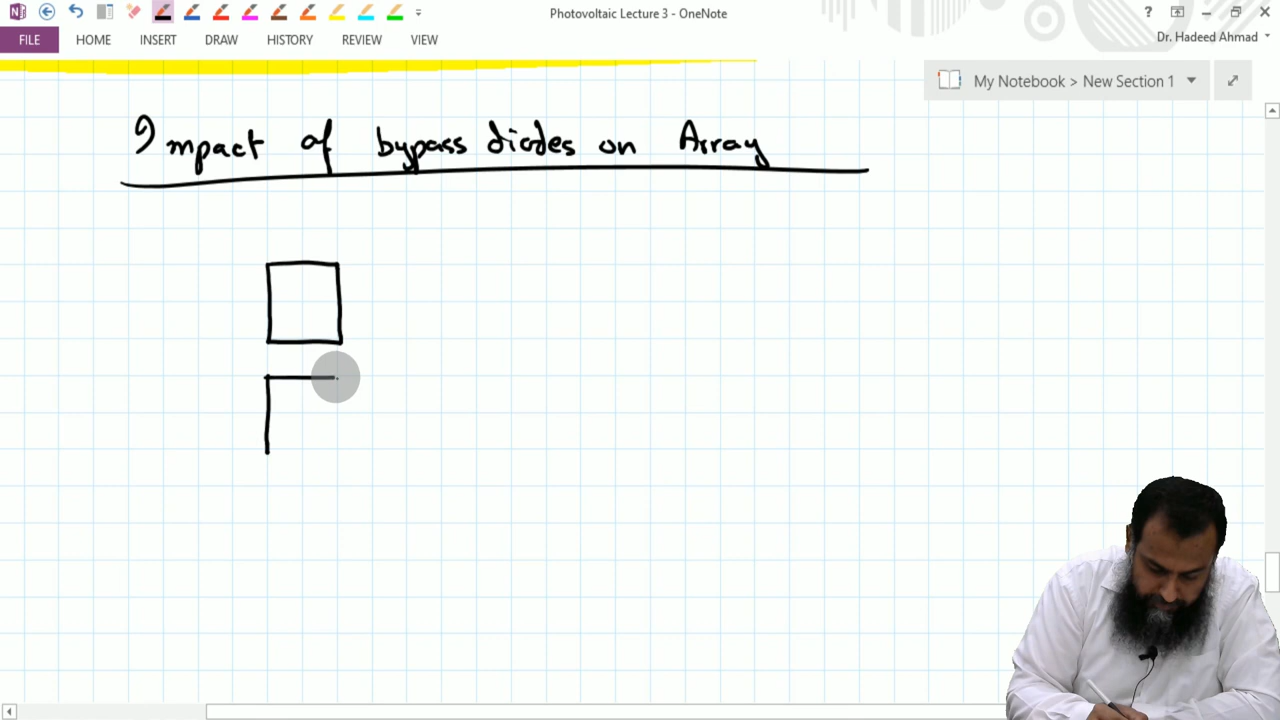 Photovoltaic Lecture 3 - OneNote
?
Dr. Hadeed Ahmad
FILE HOME INSERT DRAW HISTORY REVIEW VIEW
My Notebook > New Section 1
Impact of bypass diodes on Array